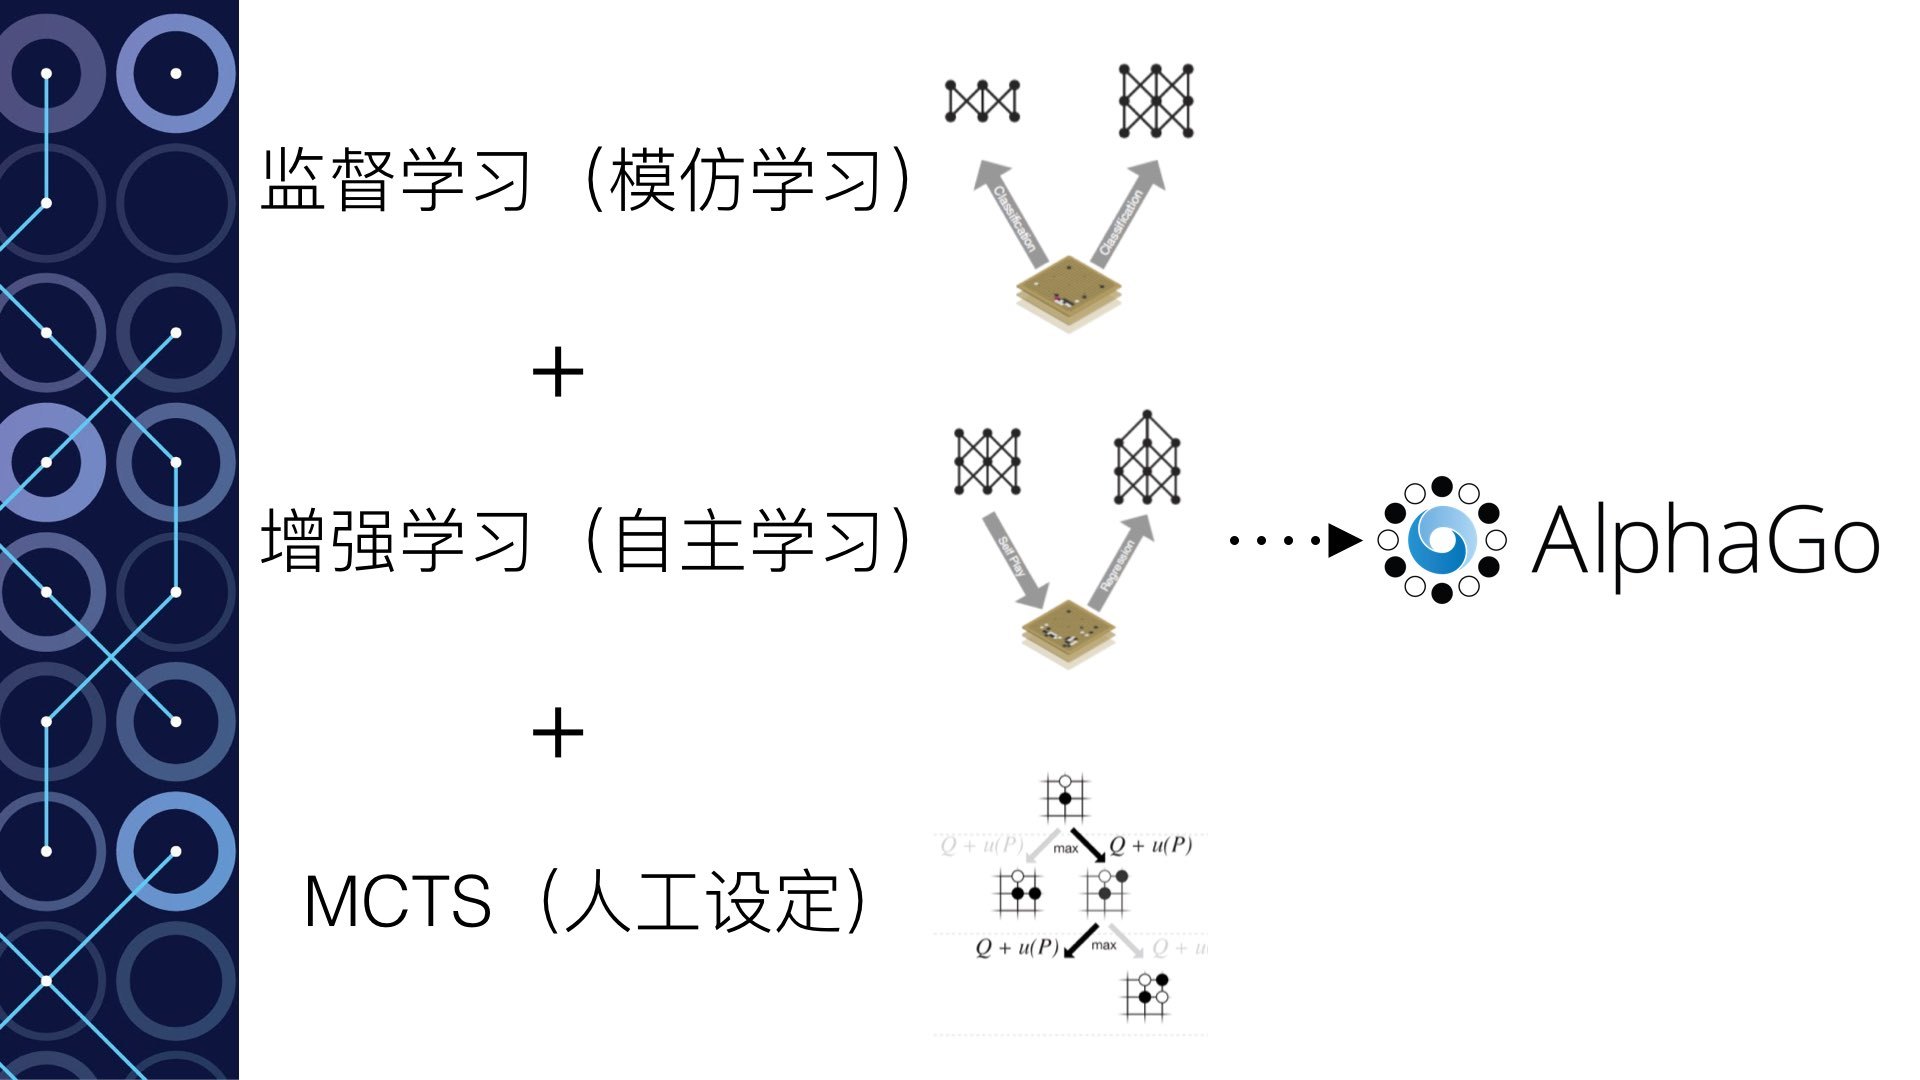 监督学习（模仿学习）
Classification
Classification
+
增强学习（自主学习）
Self Play
Regression
AlphaGo
+
MCTS（人工设定）
Q + u(P)
max
Q + u(P)
Q + u(P)
max
Q + u(